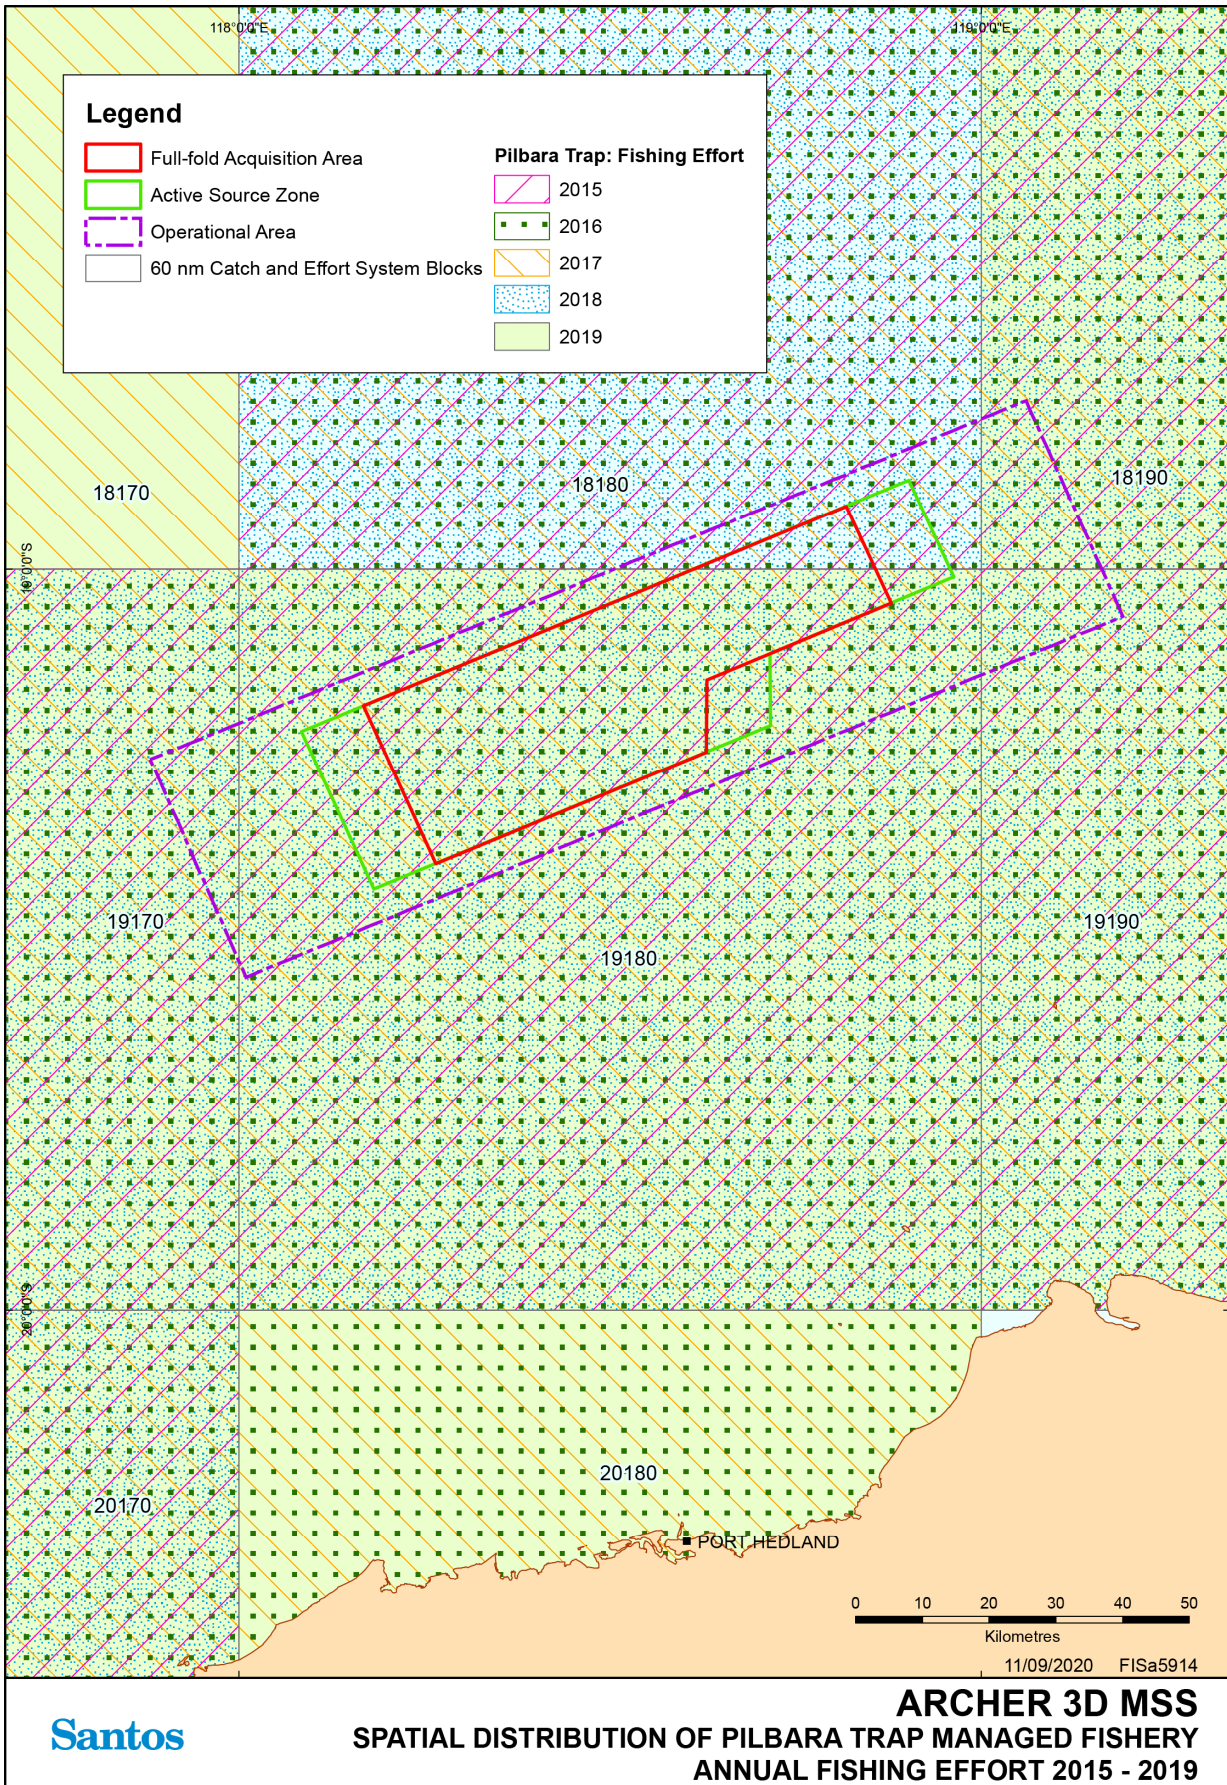 118°0'0"E
119°0'0"E
Legend
Full-fold Acquisition Area
Active Source Zone
Operational Area
60 nm Catch and Effort System Blocks
Pilbara Trap: Fishing Effort
2015
2016
2017
2018
2019
18170
18180
18190
19°0'0"S
19170
19180
19190
20°0'0"S
20170
20180
PORT HEDLAND
0 10 20 30 40 50
Kilometres
11/09/2020 FISa5914
Santos
ARCHER 3D MSS
SPATIAL DISTRIBUTION OF PILBARA TRAP MANAGED FISHERY
ANNUAL FISHING EFFORT 2015 - 2019